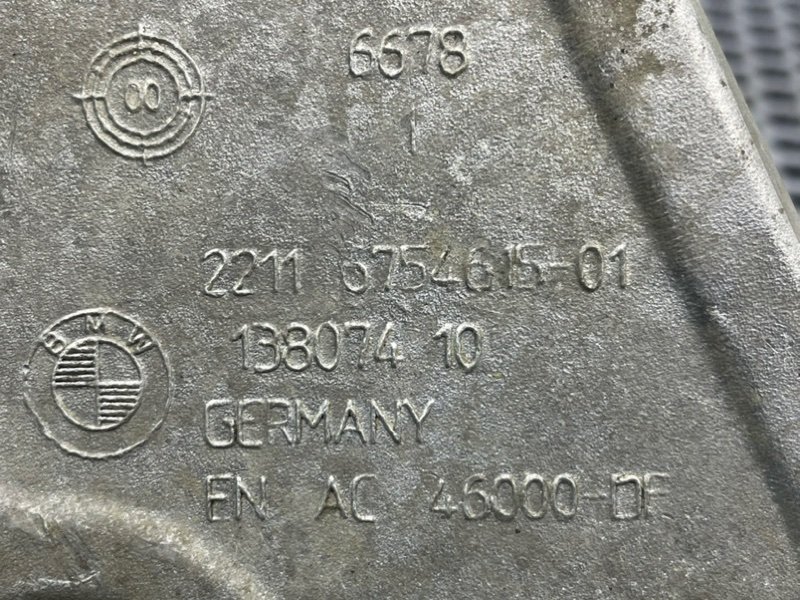 00
6678
1
2211 6754615-01
BMW
138074 10
GERMANY
EN AC 46000-DF